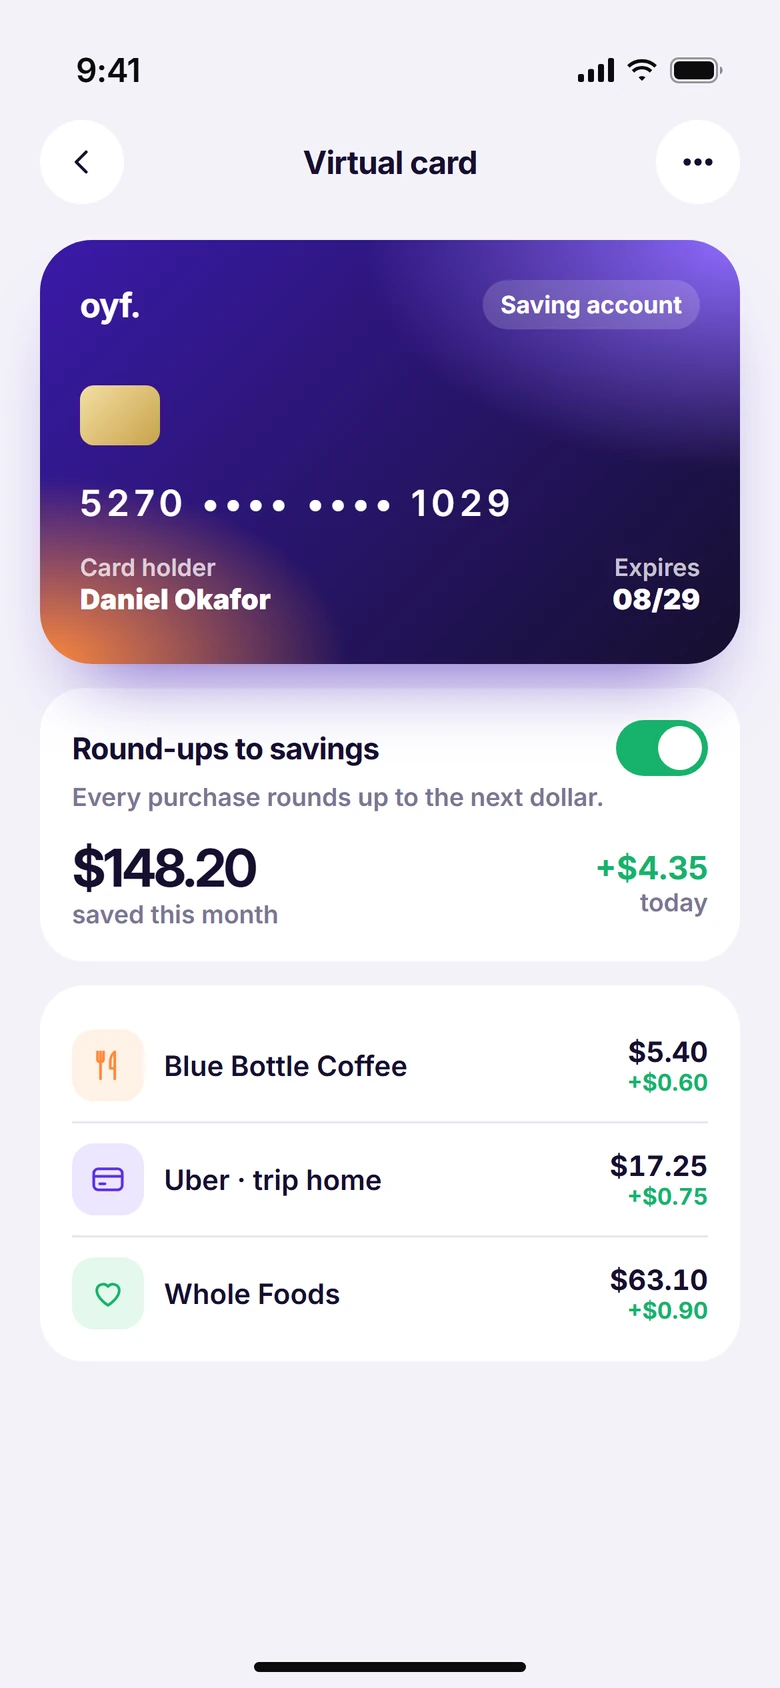 9:41
Virtual card
oyf.
Saving account
5270 •••• •••• 1029
Card holder
Expires
Daniel Okafor
08/29
Round-ups to savings
Every purchase rounds up to the next dollar.
$148.20
+$4.35
saved this month
today
Blue Bottle Coffee
$5.40
+$0.60
Uber · trip home
$17.25
+$0.75
Whole Foods
$63.10
+$0.90